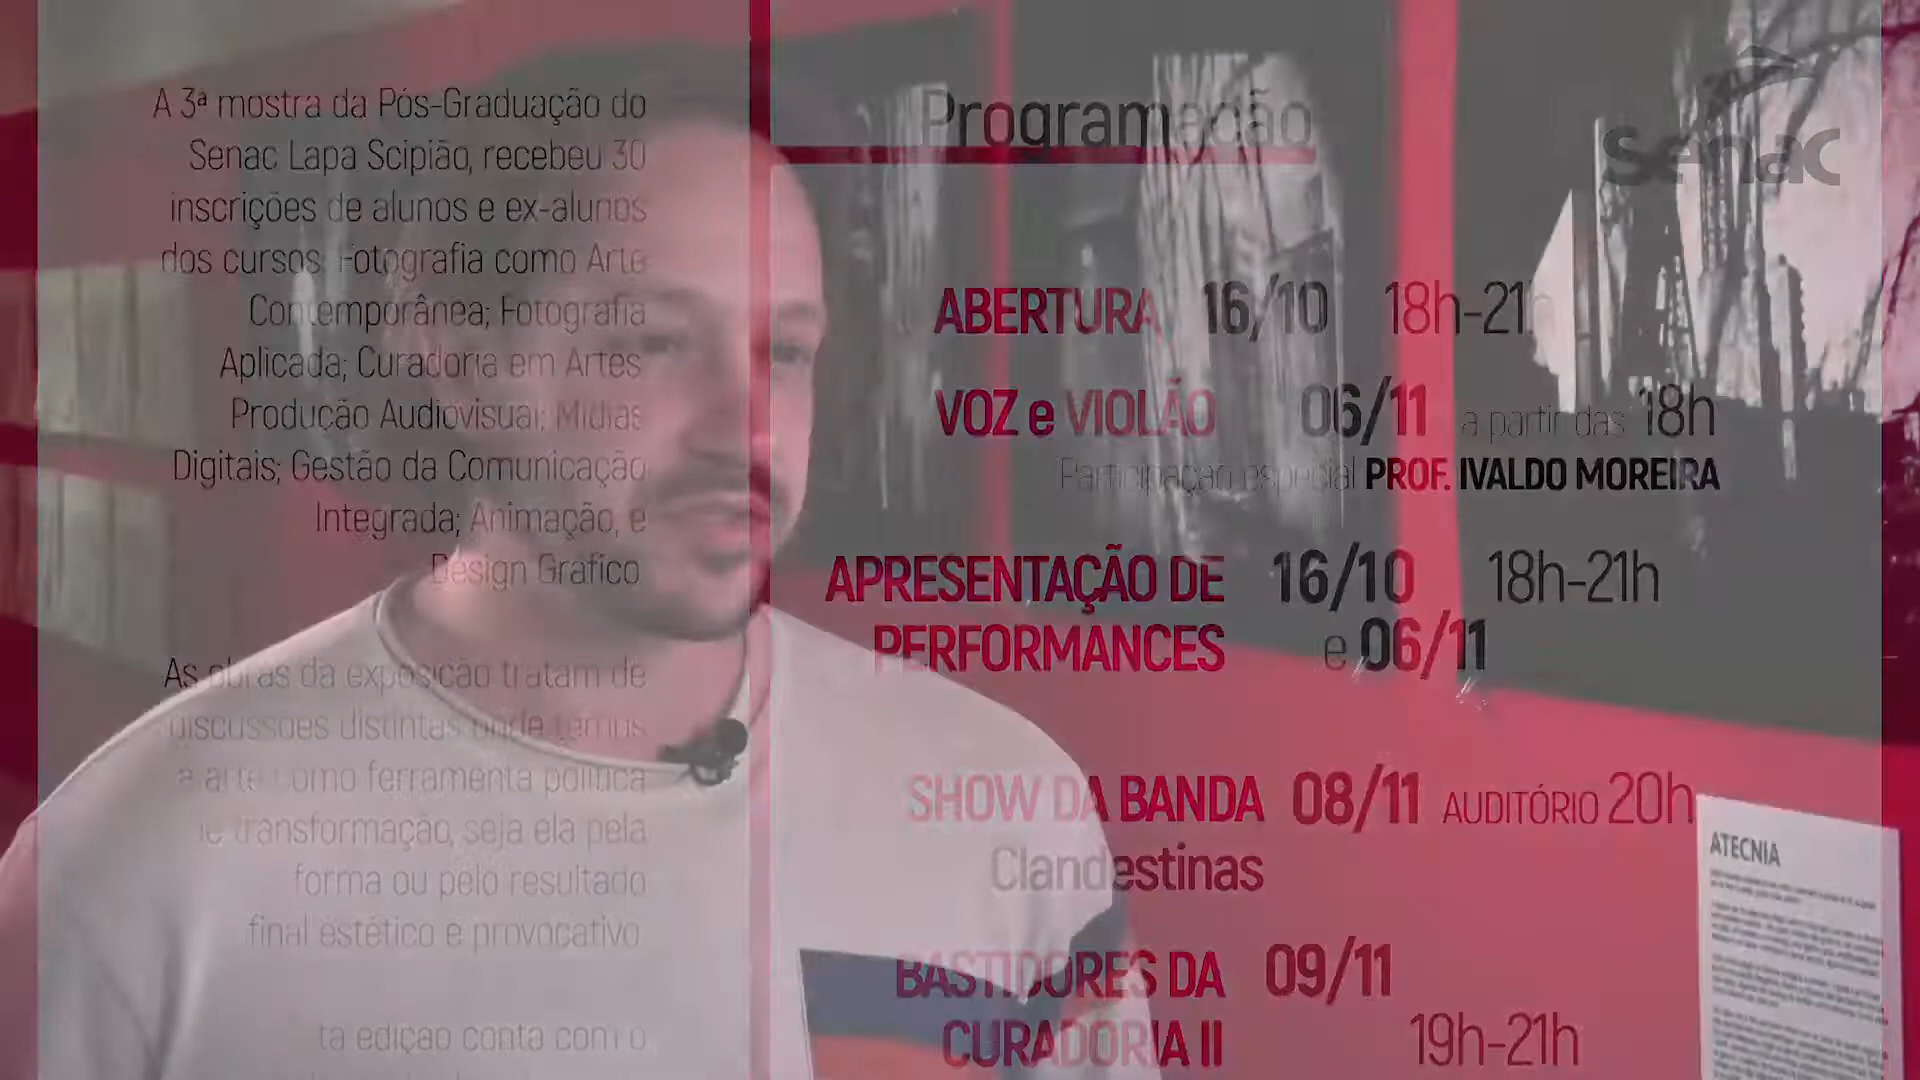 A 3ª mostra da Pós-Graduação do
Senac Lapa Scipião, recebeu 30
inscrições de alunos e ex-alunos
dos cursos: Fotografia como Arte
Contemporânea; Fotografia
Aplicada; Curadoria em Artes
Produção Audiovisual; Mídias
Digitais; Gestão da Comunicação
Integrada; Animação, e
Design Gráfico
As obras da exposição tratam de
discussões distintas onde temos
a arte como ferramenta política
de transformação, seja ela pela
forma ou pelo resultado
final estético e provocativo
ta edição conta com o
Programação
ABERTURA 16/10 18h-21h
VOZ e VIOLÃO 06/11 a partir das 18h
Participação especial PROF. IVALDO MOREIRA
APRESENTAÇÃO DE 16/10 18h-21h
PERFORMANCES e 06/11
SHOW DA BANDA 08/11 AUDITÓRIO 20h
Clandestinas
BASTIDORES DA 09/11
CURADORIA II 19h-21h
senac
ATECNIA